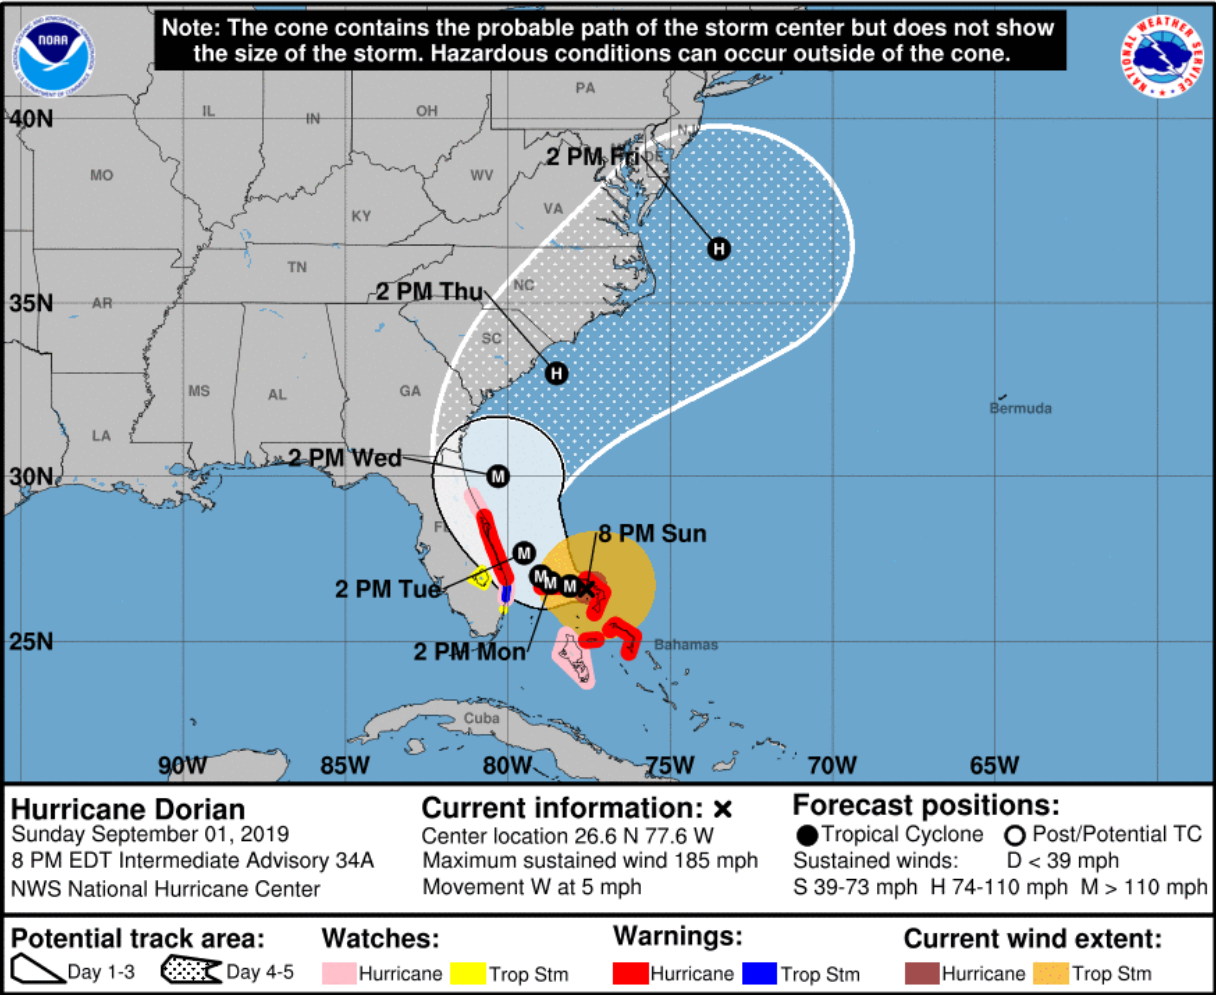 Note: The cone contains the probable path of the storm center but does not show
the size of the storm. Hazardous conditions can occur outside of the cone.
NOAA
NATIONAL WEATHER SERVICE
PA
IL
IN
OH
NJ
40N
2 PM Fri
DE
MO
WV
VA
KY
H
TN
NC
2 PM Thu
35N
AR
SC
H
MS
AL
GA
Bermuda
LA
2 PM Wed
M
30N
FL
8 PM Sun
M
M
M
M
2 PM Tue
25N
2 PM Mon
Bahamas
Cuba
90W
85W
80W
75W
70W
65W
Hurricane Dorian
Sunday September 01, 2019
8 PM EDT Intermediate Advisory 34A
NWS National Hurricane Center
Current information: ×
Center location 26.6 N 77.6 W
Maximum sustained wind 185 mph
Movement W at 5 mph
Forecast positions:
Tropical Cyclone Post/Potential TC
Sustained winds: D < 39 mph
S 39-73 mph H 74-110 mph M > 110 mph
Potential track area:
Day 1-3 Day 4-5
Watches:
Hurricane Trop Stm
Warnings:
Hurricane Trop Stm
Current wind extent:
Hurricane Trop Stm